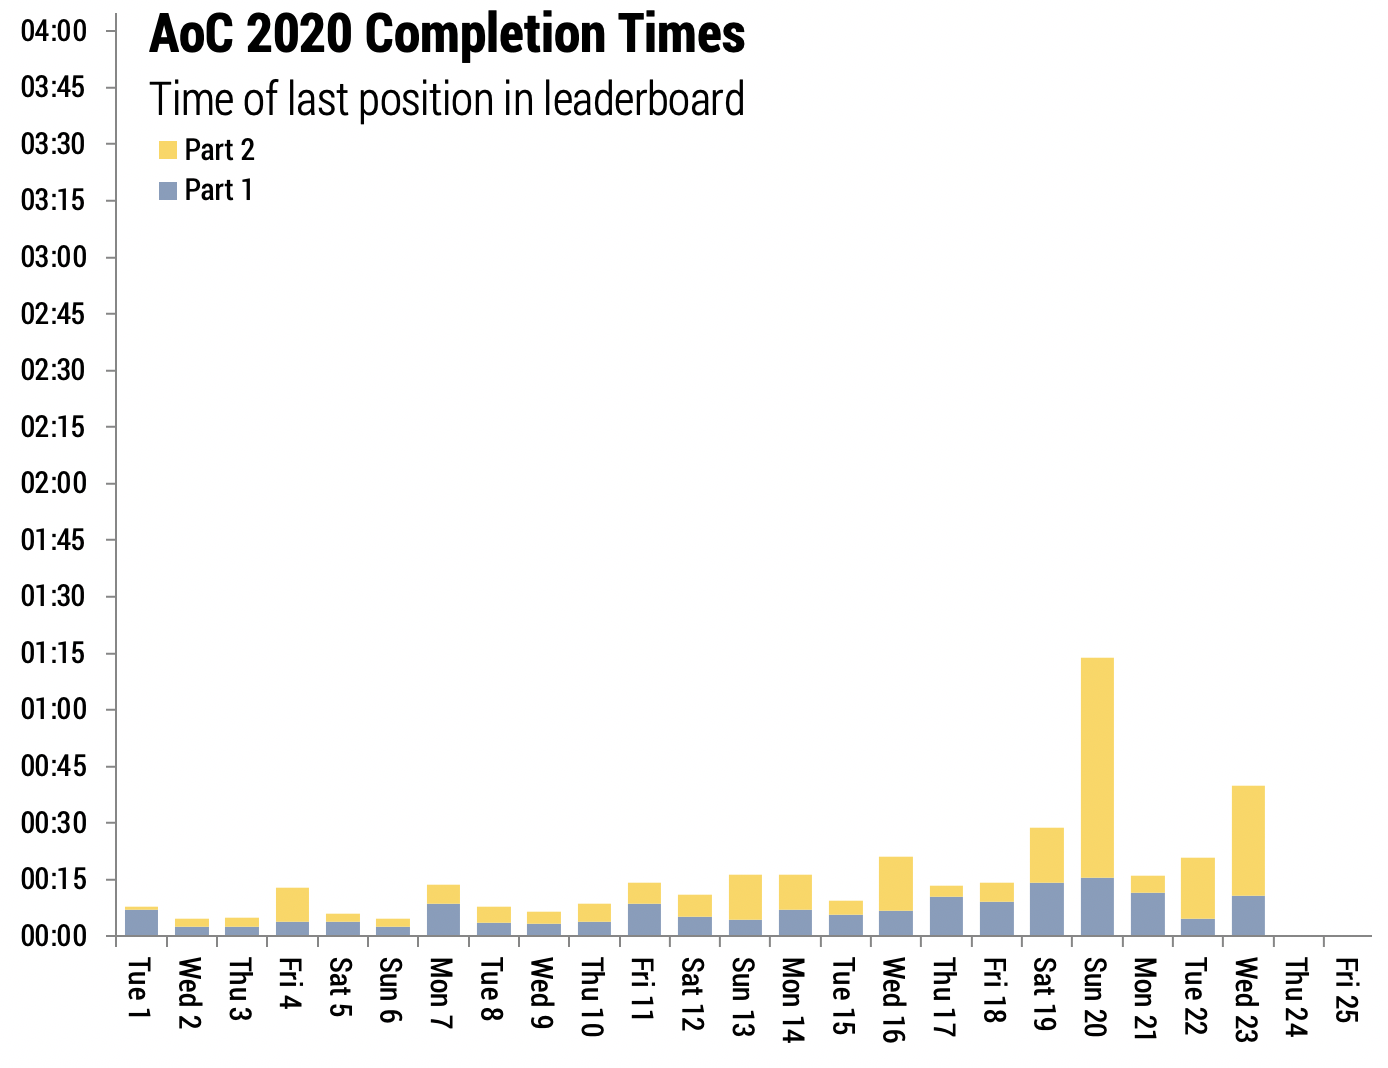 AoC 2020 Completion Times
Time of last position in leaderboard
Part 2
Part 1
04:00
03:45
03:30
03:15
03:00
02:45
02:30
02:15
02:00
01:45
01:30
01:15
01:00
00:45
00:30
00:15
00:00
Tue 1
Wed 2
Thu 3
Fri 4
Sat 5
Sun 6
Mon 7
Tue 8
Wed 9
Thu 10
Fri 11
Sat 12
Sun 13
Mon 14
Tue 15
Wed 16
Thu 17
Fri 18
Sat 19
Sun 20
Mon 21
Tue 22
Wed 23
Thu 24
Fri 25